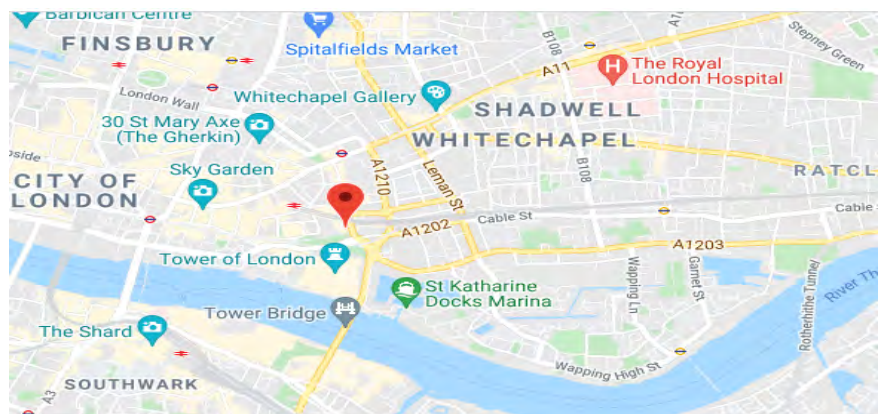 Barbican Centre
FINSBURY
Spitalfields Market
B108
Stepney Green
A11
The Royal
London Hospital
London Wall
Whitechapel Gallery
SHADWELL
30 St Mary Axe
(The Gherkin)
WHITECHAPEL
pside
Sky Garden
A1210
Leman St
B108
RATCL
CITY OF
LONDON
Cable St
Cable S
A1202
A1203
Tower of London
St Katharine
Docks Marina
Wapping Ln
Garnet St
Rotherhithe Tunnel
River Th
Tower Bridge
The Shard
Wapping High St
SOUTHWARK
A3